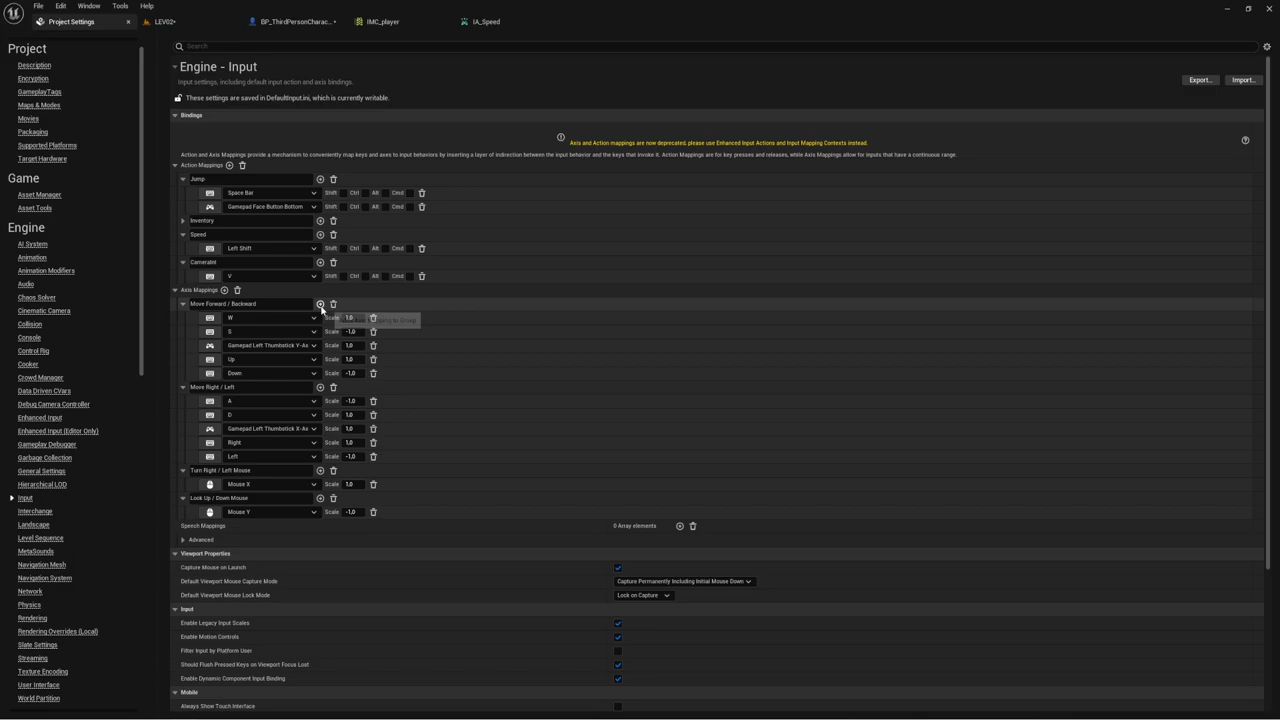 File Edit Window Tools Help
Project Settings LEV02* BP_ThirdPersonCharac...* IMC_player IA_Speed
Project
Description
Encryption
GameplayTags
Maps & Modes
Movies
Packaging
Supported Platforms
Target Hardware
Game
Asset Manager
Asset Tools
Engine
AI System
Animation
Animation Modifiers
Audio
Chaos Solver
Cinematic Camera
Collision
Console
Control Rig
Cooker
Crowd Manager
Data Driven CVars
Debug Camera Controller
Enhanced Input
Enhanced Input (Editor Only)
Gameplay Debugger
Garbage Collection
General Settings
Hierarchical LOD
Input
Interchange
Landscape
Level Sequence
MetaSounds
Navigation Mesh
Navigation System
Network
Physics
Rendering
Rendering Overrides (Local)
Slate Settings
Streaming
Texture Encoding
User Interface
World Partition
Search
Engine - Input
Input settings, including default input action and axis bindings.
Export... Import...
These settings are saved in DefaultInput.ini, which is currently writable.
Bindings
Axis and Action mappings are now deprecated, please use Enhanced Input Actions and Input Mapping Contexts instead.
Action and Axis Mappings provide a mechanism to conveniently map keys and axes to input behaviors by inserting a layer of indirection between the input behavior and the keys that invoke it. Action Mappings are for key presses and releases, while Axis Mappings allow for inputs that have a continuous range.
Action Mappings
Jump
Space Bar Shift Ctrl Alt Cmd
Gamepad Face Button Bottom Shift Ctrl Alt Cmd
Inventory
Speed
Left Shift Shift Ctrl Alt Cmd
CameraInt
V Shift Ctrl Alt Cmd
Axis Mappings
Move Forward / Backward
W Scale 1,0
S Scale -1,0
Gamepad Left Thumbstick Y-Ax Scale 1,0
Up Scale 1,0
Down Scale -1,0
Move Right / Left
A Scale -1,0
D Scale 1,0
Gamepad Left Thumbstick X-Ax Scale 1,0
Right Scale 1,0
Left Scale -1,0
Turn Right / Left Mouse
Mouse X Scale 1,0
Look Up / Down Mouse
Mouse Y Scale -1,0
Speech Mappings 0 Array elements
Advanced
Viewport Properties
Capture Mouse on Launch
Default Viewport Mouse Capture Mode Capture Permanently Including Initial Mouse Down
Default Viewport Mouse Lock Mode Lock on Capture
Input
Enable Legacy Input Scales
Enable Motion Controls
Filter Input by Platform User
Should Flush Pressed Keys on Viewport Focus Lost
Enable Dynamic Component Input Binding
Mobile
Always Show Touch Interface